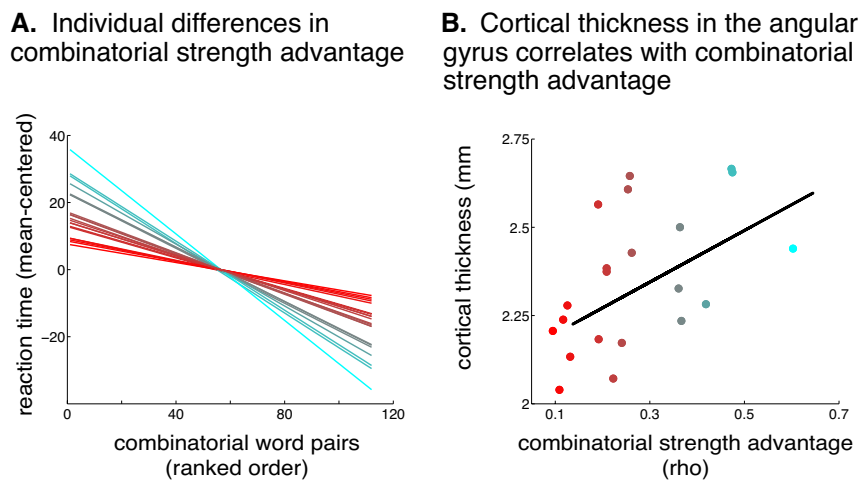 A. Individual differences in
combinatorial strength advantage
40
20
0
−20
0
40
80
120
reaction time (mean-centered)
combinatorial word pairs
(ranked order)
B. Cortical thickness in the angular
gyrus correlates with combinatorial
strength advantage
2.75
2.5
2.25
2
0.1
0.3
0.5
0.7
cortical thickness (mm
combinatorial strength advantage
(rho)